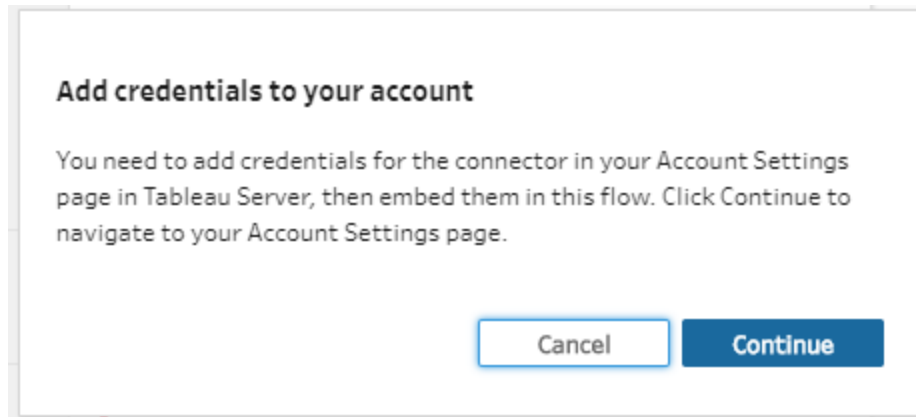 Add credentials to your account
You need to add credentials for the connector in your Account Settings
page in Tableau Server, then embed them in this flow. Click Continue to
navigate to your Account Settings page.
Cancel
Continue